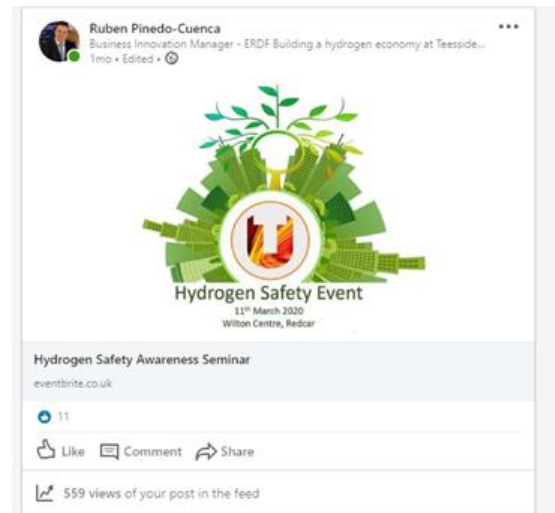 Ruben Pinedo-Cuenca
Business Innovation Manager - ERDF Building a hydrogen economy at Teesside...
1mo • Edited •
Hydrogen Safety Event
11th March 2020
Wilton Centre, Redcar
Hydrogen Safety Awareness Seminar
eventbrite.co.uk
11
Like Comment Share
559 views of your post in the feed